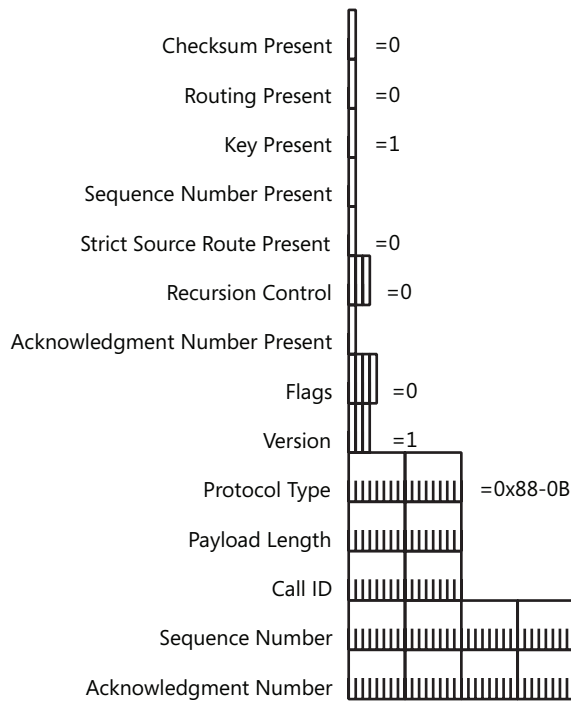 Checksum Present =0
Routing Present =0
Key Present =1
Sequence Number Present
Strict Source Route Present =0
Recursion Control =0
Acknowledgment Number Present
Flags =0
Version =1
Protocol Type =0x88-0B
Payload Length
Call ID
Sequence Number
Acknowledgment Number